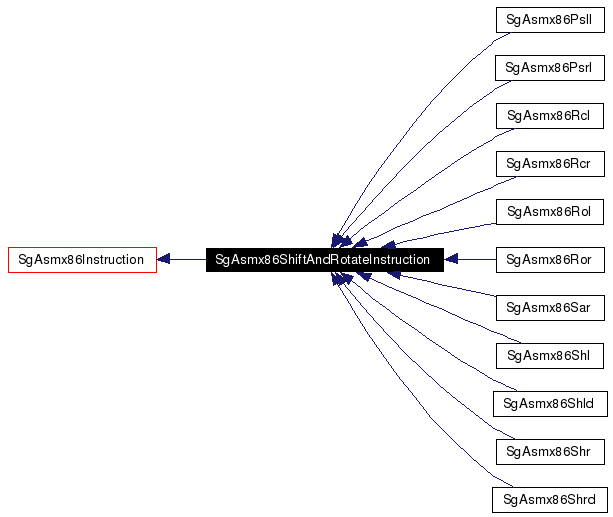 SgAsmx86Psll
SgAsmx86Psrl
SgAsmx86Rcl
SgAsmx86Rcr
SgAsmx86Rol
SgAsmx86Instruction
SgAsmx86ShiftAndRotateInstruction
SgAsmx86Ror
SgAsmx86Sar
SgAsmx86Shl
SgAsmx86Shld
SgAsmx86Shr
SgAsmx86Shrd